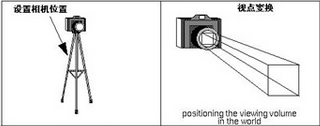 设置相机位置
视点变换
positioning the viewing volume
in the world